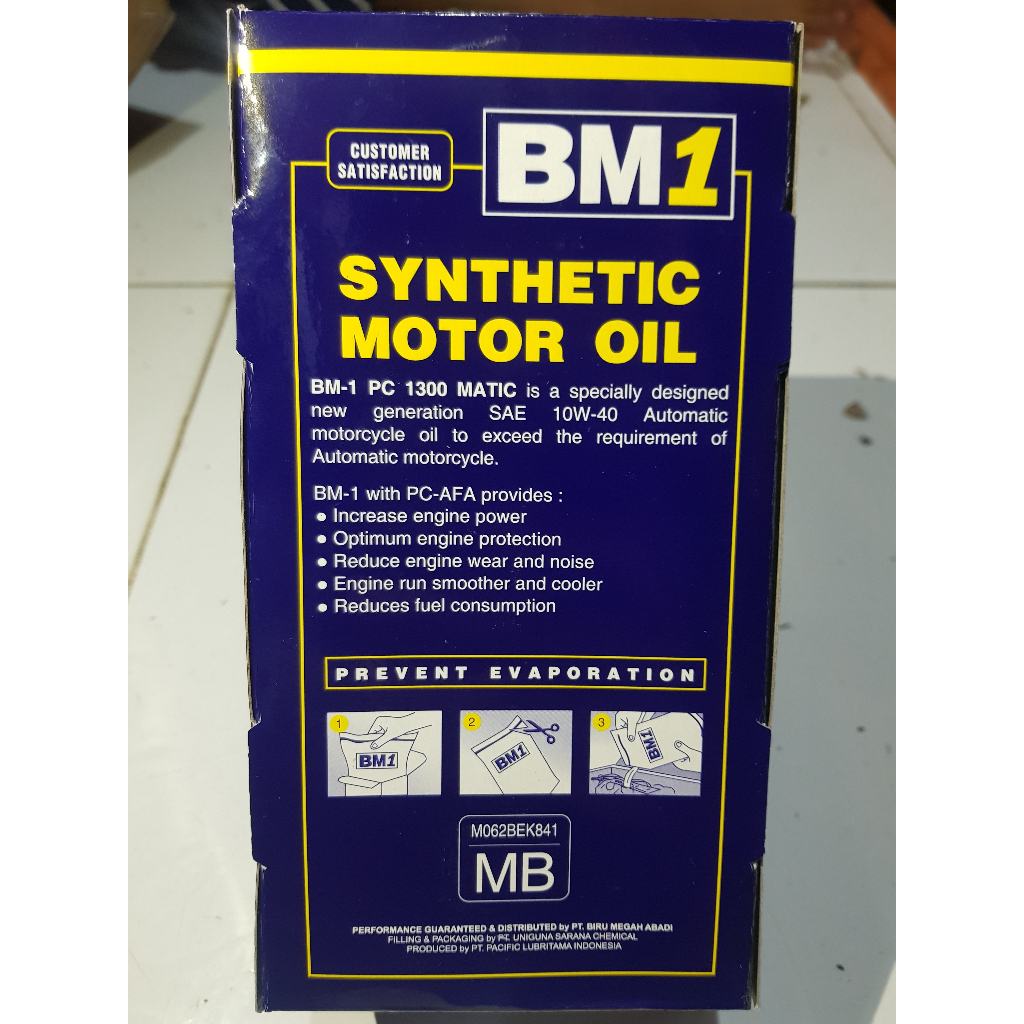 CUSTOMER
SATISFACTION
BM1
SYNTHETIC
MOTOR OIL
BM-1 PC 1300 MATIC is a specially designed
new generation SAE 10W-40 Automatic
motorcycle oil to exceed the requirement of
Automatic motorcycle.
BM-1 with PC-AFA provides :
• Increase engine power
• Optimum engine protection
• Reduce engine wear and noise
• Engine run smoother and cooler
• Reduces fuel consumption
PREVENT EVAPORATION
1
BM1
2
BM1
3
BM1
M062BEK841
MB
PERFORMANCE GUARANTEED & DISTRIBUTED by PT. BIRU MEGAH ABADI
FILLING & PACKAGING by PT. UNIGUNA SARANA CHEMICAL
PRODUCED by PT. PACIFIC LUBRITAMA INDONESIA